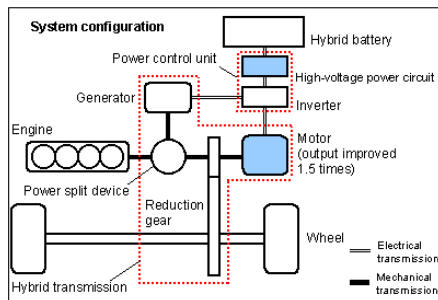 System configuration
Hybrid battery
Power control unit
High-voltage power circuit
Generator
Inverter
Engine
Motor
(output improved
1.5 times)
Power split device
Reduction
gear
Wheel
Electrical
transmission
Hybrid transmission
Mechanical
transmission